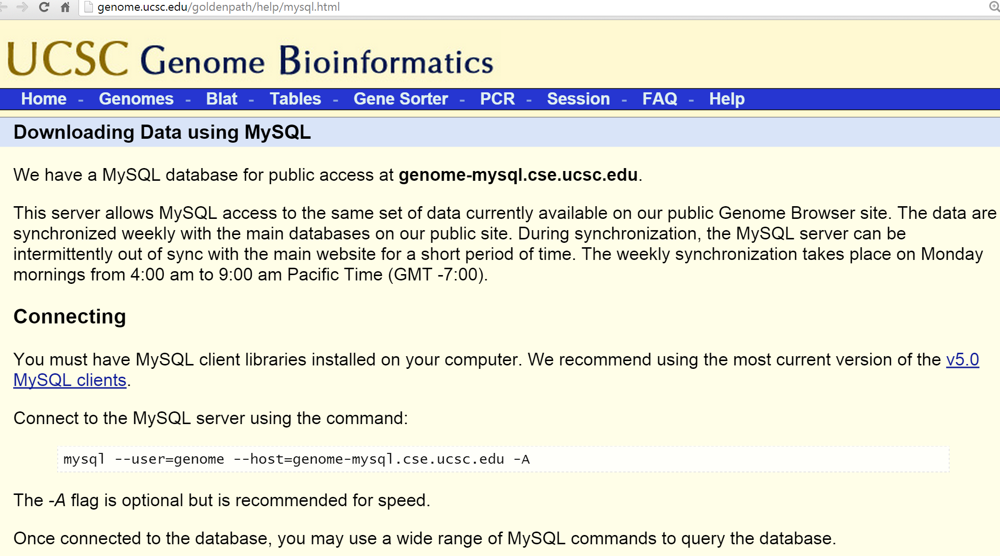 genome.ucsc.edu/goldenpath/help/mysql.html
UCSC Genome Bioinformatics
Home - Genomes - Blat - Tables - Gene Sorter - PCR - Session - FAQ - Help
Downloading Data using MySQL
We have a MySQL database for public access at genome-mysql.cse.ucsc.edu.
This server allows MySQL access to the same set of data currently available on our public Genome Browser site. The data are
synchronized weekly with the main databases on our public site. During synchronization, the MySQL server can be
intermittently out of sync with the main website for a short period of time. The weekly synchronization takes place on Monday
mornings from 4:00 am to 9:00 am Pacific Time (GMT -7:00).
Connecting
You must have MySQL client libraries installed on your computer. We recommend using the most current version of the v5.0
MySQL clients.
Connect to the MySQL server using the command:
mysql --user=genome --host=genome-mysql.cse.ucsc.edu -A
The -A flag is optional but is recommended for speed.
Once connected to the database, you may use a wide range of MySQL commands to query the database.